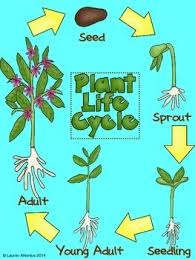 Seed
Plant
Life
Cycle
Sprout
Adult
Young Adult
Seedling